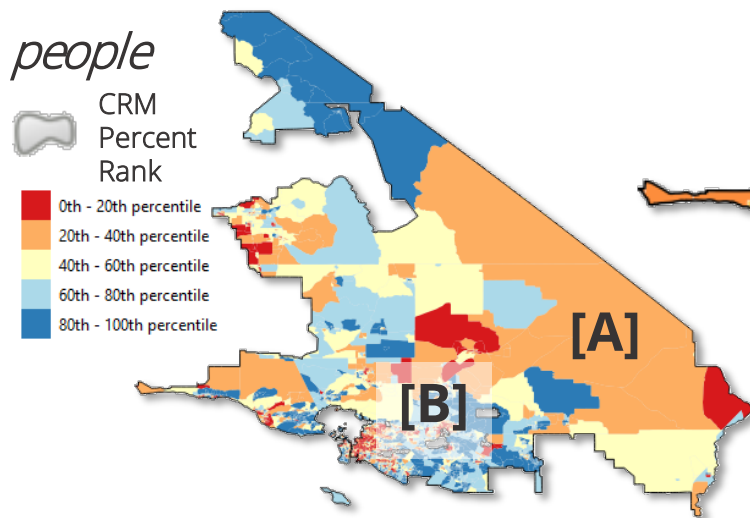 people
CRM
Percent
Rank
0th - 20th percentile
20th - 40th percentile
40th - 60th percentile
60th - 80th percentile
80th - 100th percentile
[A]
[B]